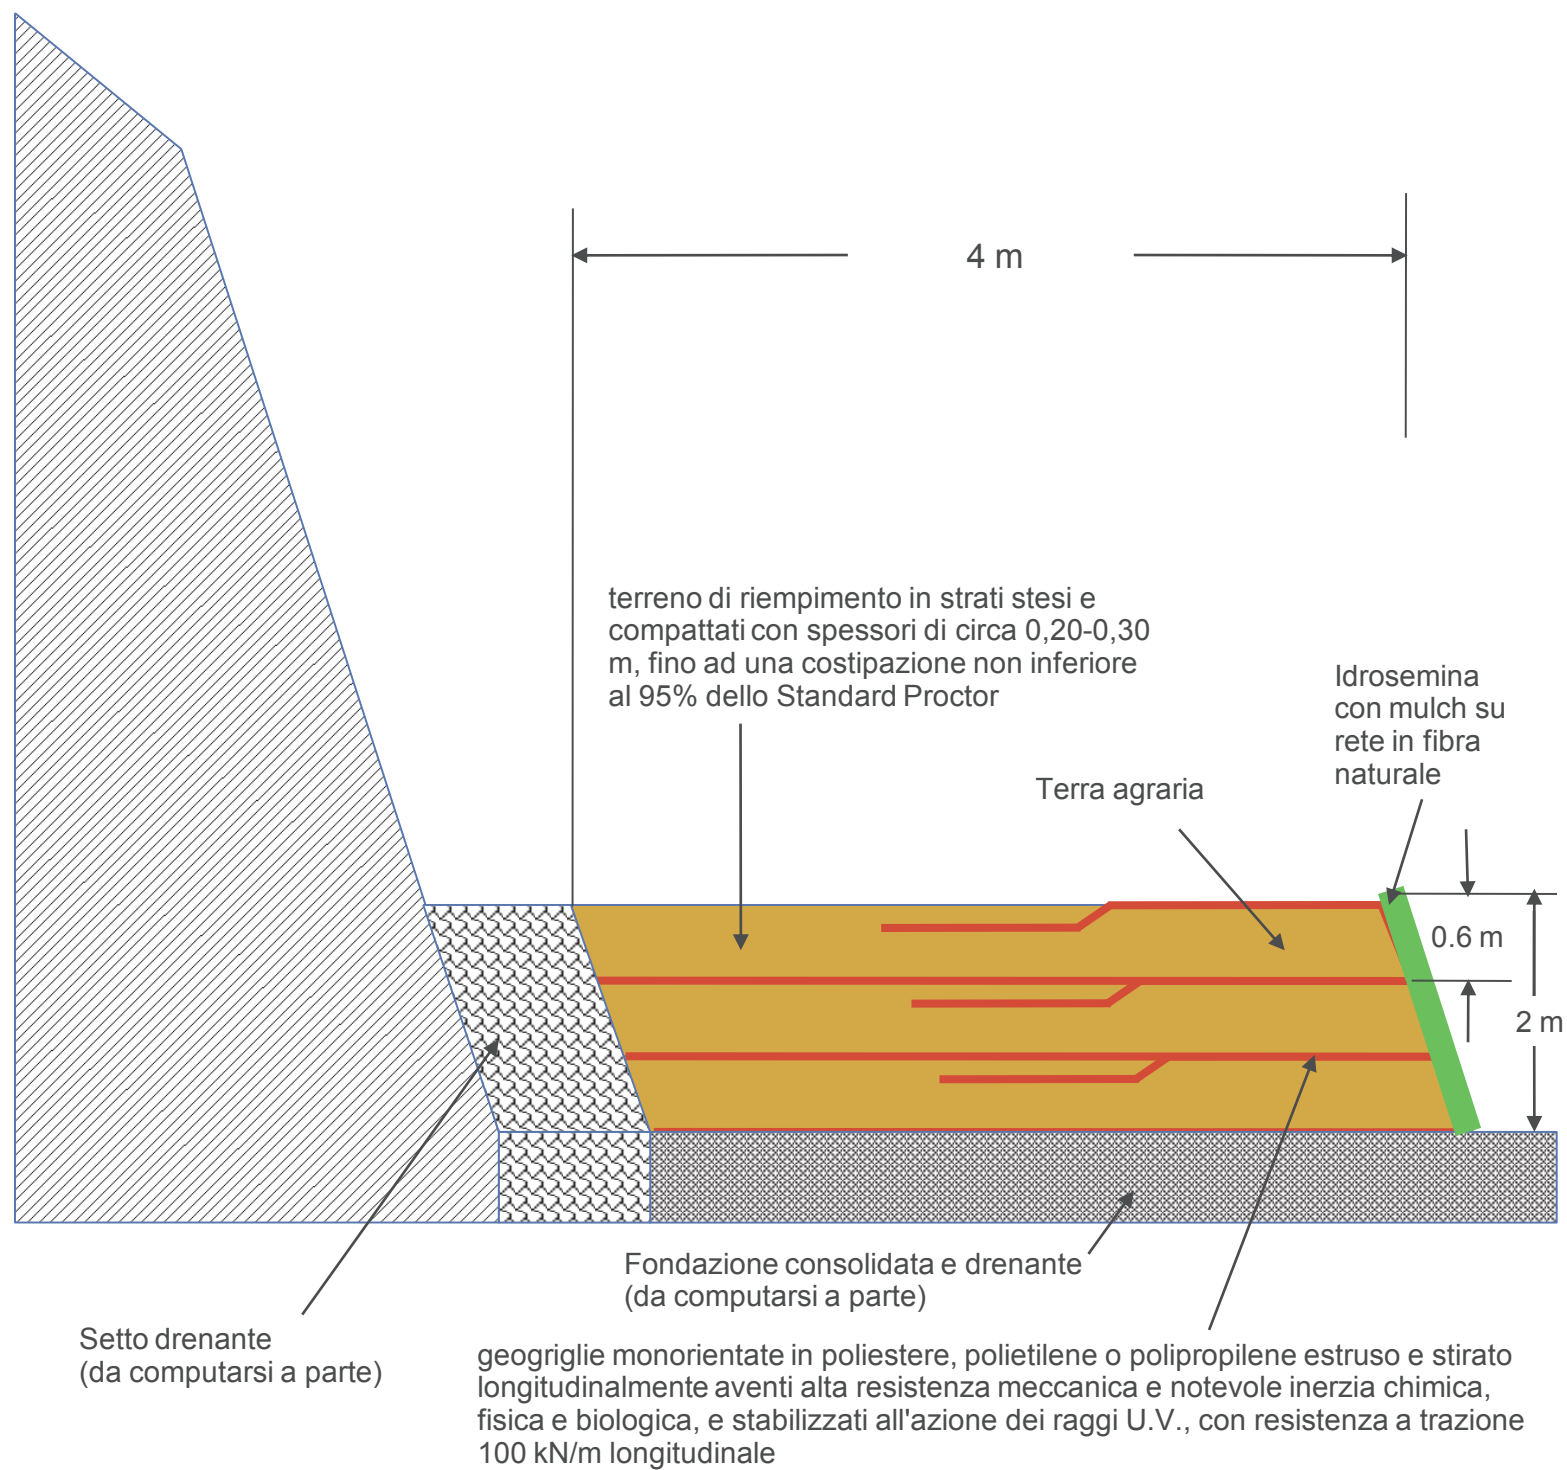 4 m
terreno di riempimento in strati stesi e
compattati con spessori di circa 0,20-0,30
m, fino ad una costipazione non inferiore
al 95% dello Standard Proctor
Idrosemina
con mulch su
rete in fibra
naturale
Terra agraria
0.6 m
2 m
Fondazione consolidata e drenante
(da computarsi a parte)
Setto drenante
(da computarsi a parte)
geogriglie monorientate in poliestere, polietilene o polipropilene estruso e stirato
longitudinalmente aventi alta resistenza meccanica e notevole inerzia chimica,
fisica e biologica, e stabilizzati all'azione dei raggi U.V., con resistenza a trazione
100 kN/m longitudinale